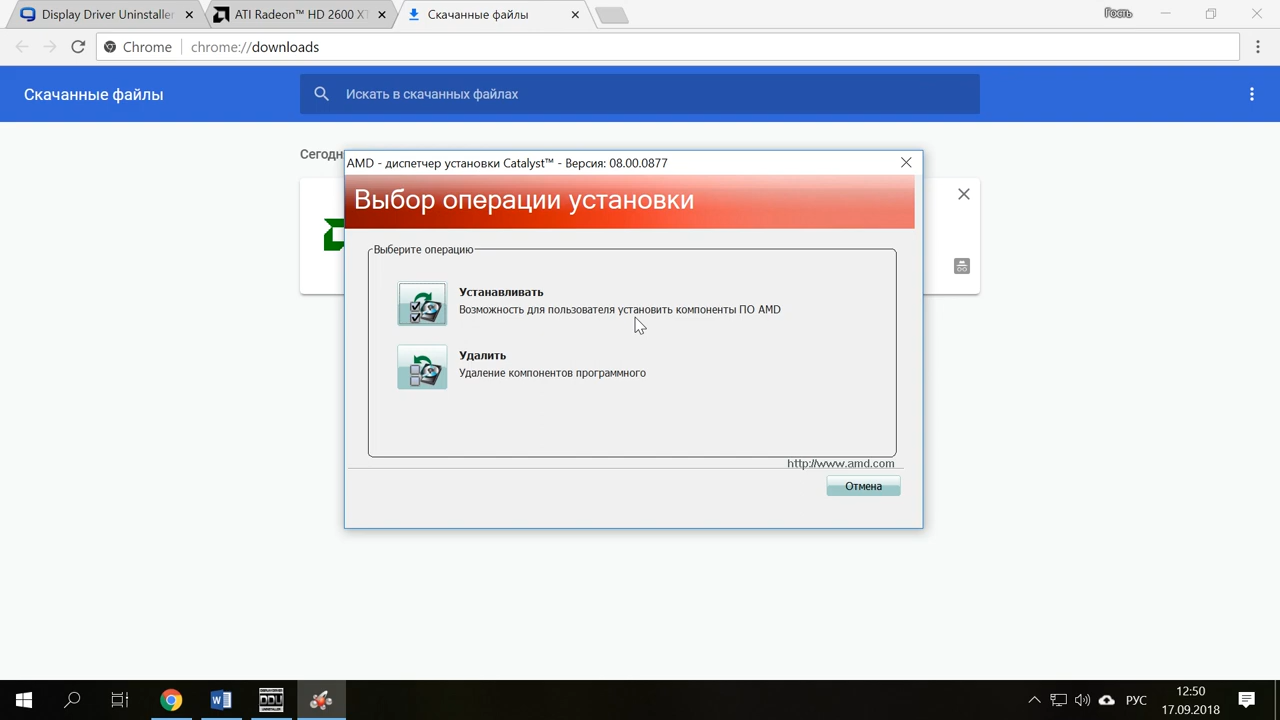 Display Driver Uninstaller
ATI Radeon™ HD 2600 XT
Скачанные файлы
Гость
Chrome
chrome://downloads
Скачанные файлы
Искать в скачанных файлах
Сегодн
AMD - диспетчер установки Catalyst™ - Версия: 08.00.0877
Выбор операции установки
Выберите операцию
Устанавливать
Возможность для пользователя установить компоненты ПО AMD
Удалить
Удаление компонентов программного
http://www.amd.com
Отмена
РУС
12:50
17.09.2018